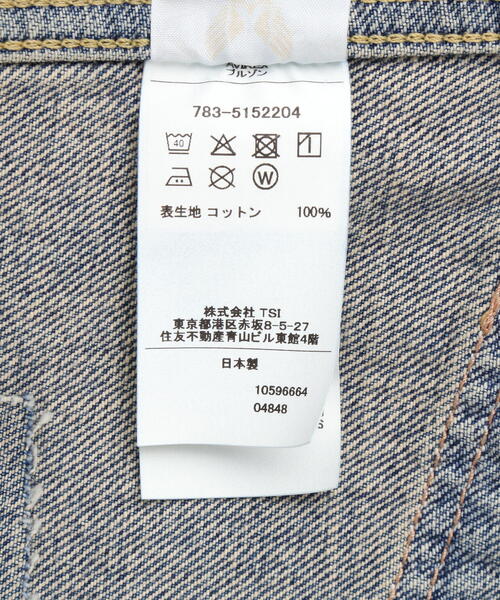 AVIREX
ブルゾン
783-5152204
40
W
表生地 コットン 100%
株式会社 TSI
東京都港区赤坂8-5-27
住友不動産青山ビル東館4階
日本製
10596664
04848
S